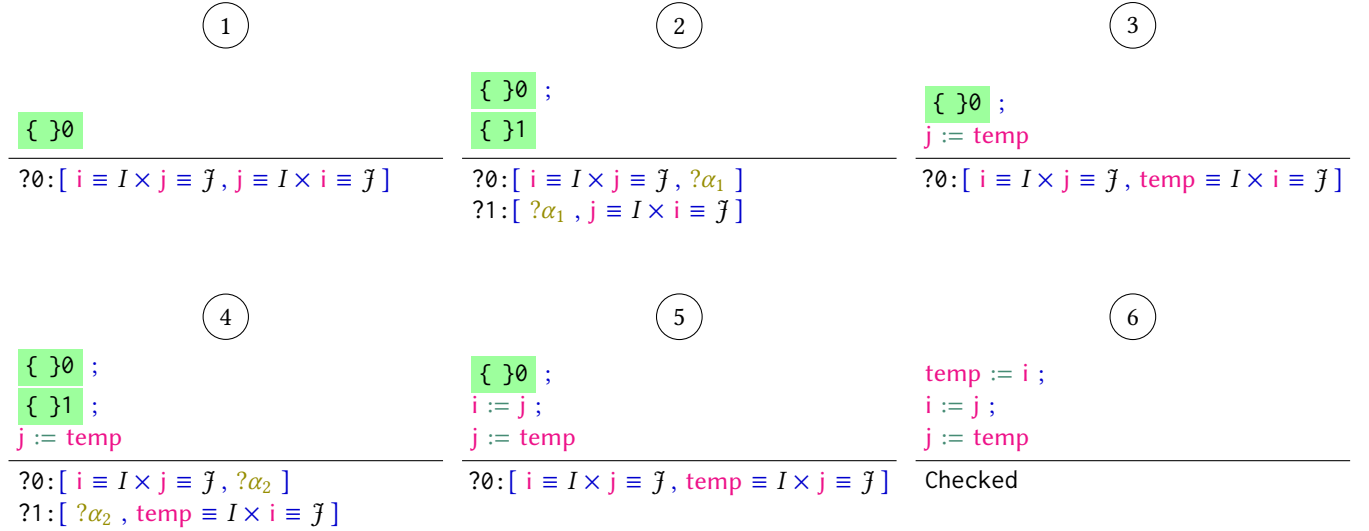 1
{ }0
?0:[ i ≡ I × j ≡ 𝒥 , j ≡ I × i ≡ 𝒥 ]
2
{ }0 ;
{ }1
?0:[ i ≡ I × j ≡ 𝒥 , ?α₁ ]
?1:[ ?α₁ , j ≡ I × i ≡ 𝒥 ]
3
{ }0 ;
j := temp
?0:[ i ≡ I × j ≡ 𝒥 , temp ≡ I × i ≡ 𝒥 ]
4
{ }0 ;
{ }1 ;
j := temp
?0:[ i ≡ I × j ≡ 𝒥 , ?α₂ ]
?1:[ ?α₂ , temp ≡ I × i ≡ 𝒥 ]
5
{ }0 ;
i := j ;
j := temp
?0:[ i ≡ I × j ≡ 𝒥 , temp ≡ I × j ≡ 𝒥 ]
6
temp := i ;
i := j ;
j := temp
Checked